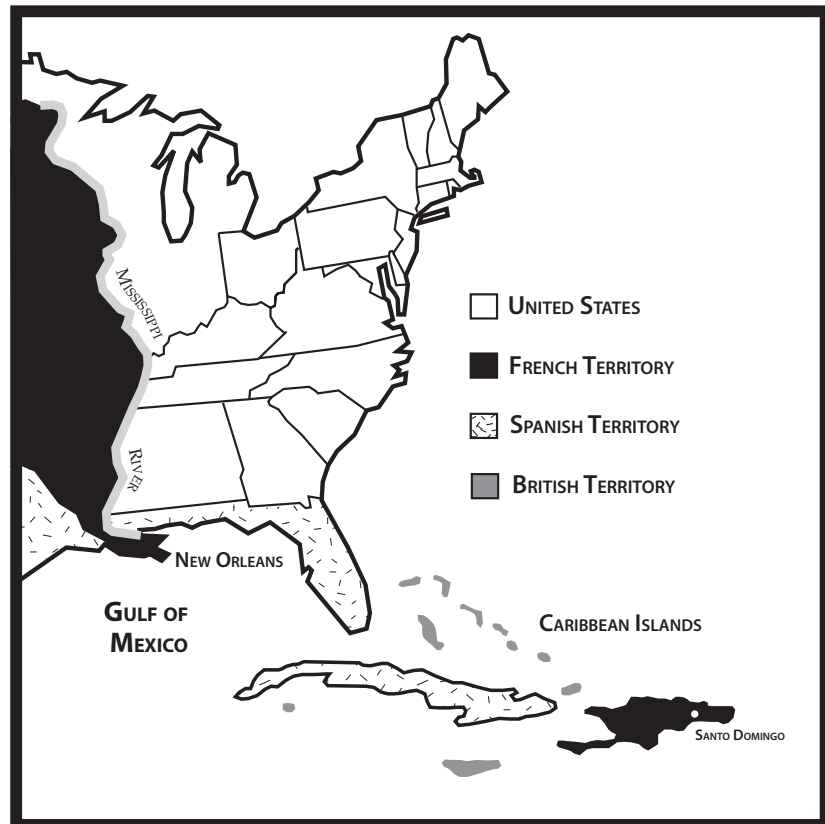 Mississippi
River
United States
French Territory
Spanish Territory
British Territory
New Orleans
Gulf of
Mexico
Caribbean Islands
Santo Domingo